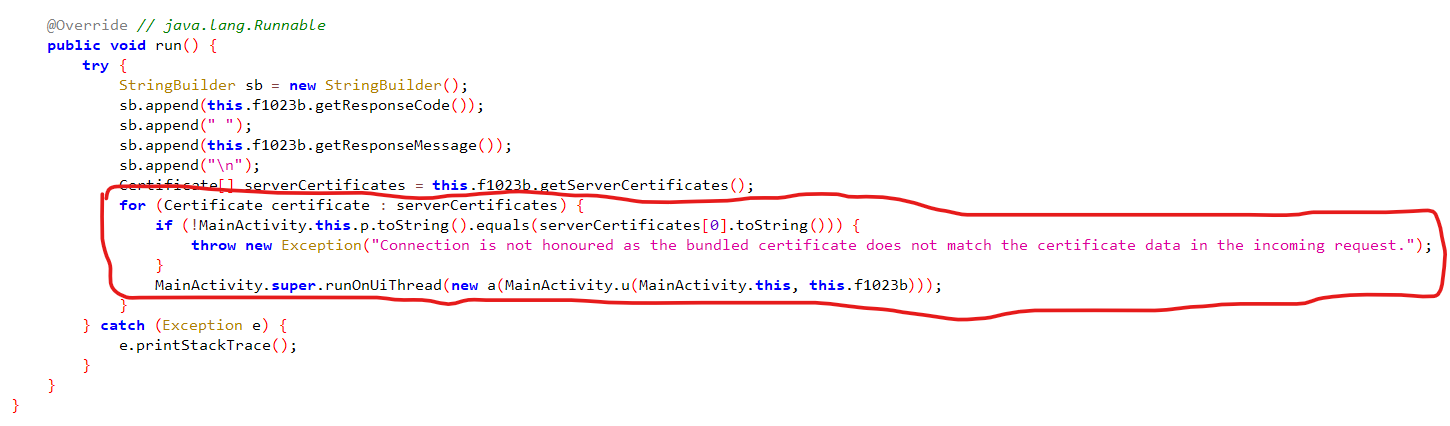 @Override // java.lang.Runnable
public void run() {
try {
StringBuilder sb = new StringBuilder();
sb.append(this.f1023b.getResponseCode());
sb.append(" ");
sb.append(this.f1023b.getResponseMessage());
sb.append("\n");
Certificate[] serverCertificates = this.f1023b.getServerCertificates();
for (Certificate certificate : serverCertificates) {
if (!MainActivity.this.p.toString().equals(serverCertificates[0].toString())) {
throw new Exception("Connection is not honoured as the bundled certificate does not match the certificate data in the incoming request.");
}
MainActivity.super.runOnUiThread(new a(MainActivity.u(MainActivity.this, this.f1023b)));
}
} catch (Exception e) {
e.printStackTrace();
}
}
}